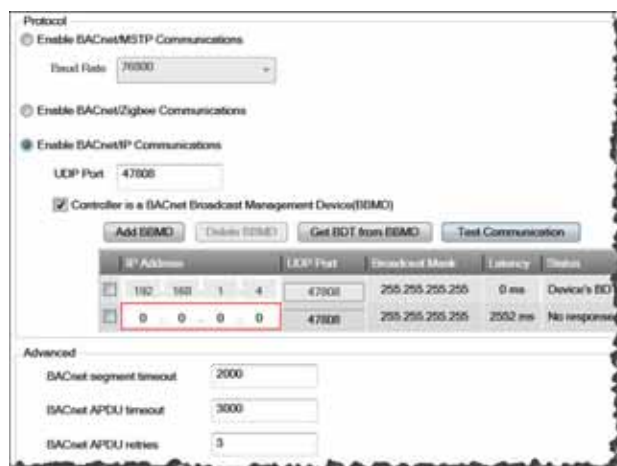 Protocol
Enable BACnet/MSTP Communications
Baud Rate 76800
Enable BACnet/Zigbee Communications
Enable BACnet/IP Communications
UDP Port 47808
Controller is a BACnet Broadcast Management Device(BBMD)
Add BBMD Delete BBMD Get BDT from BBMD Test Communication
IP Address UDP Port Broadcast Mask Latency Status
192 . 168 . 1 . 4 47808 255.255.255.255 0 ms Device's BDT
0 . 0 . 0 . 0 47808 255.255.255.255 2552 ms No response
Advanced
BACnet segment timeout 2000
BACnet APDU timeout 3000
BACnet APDU retries 3